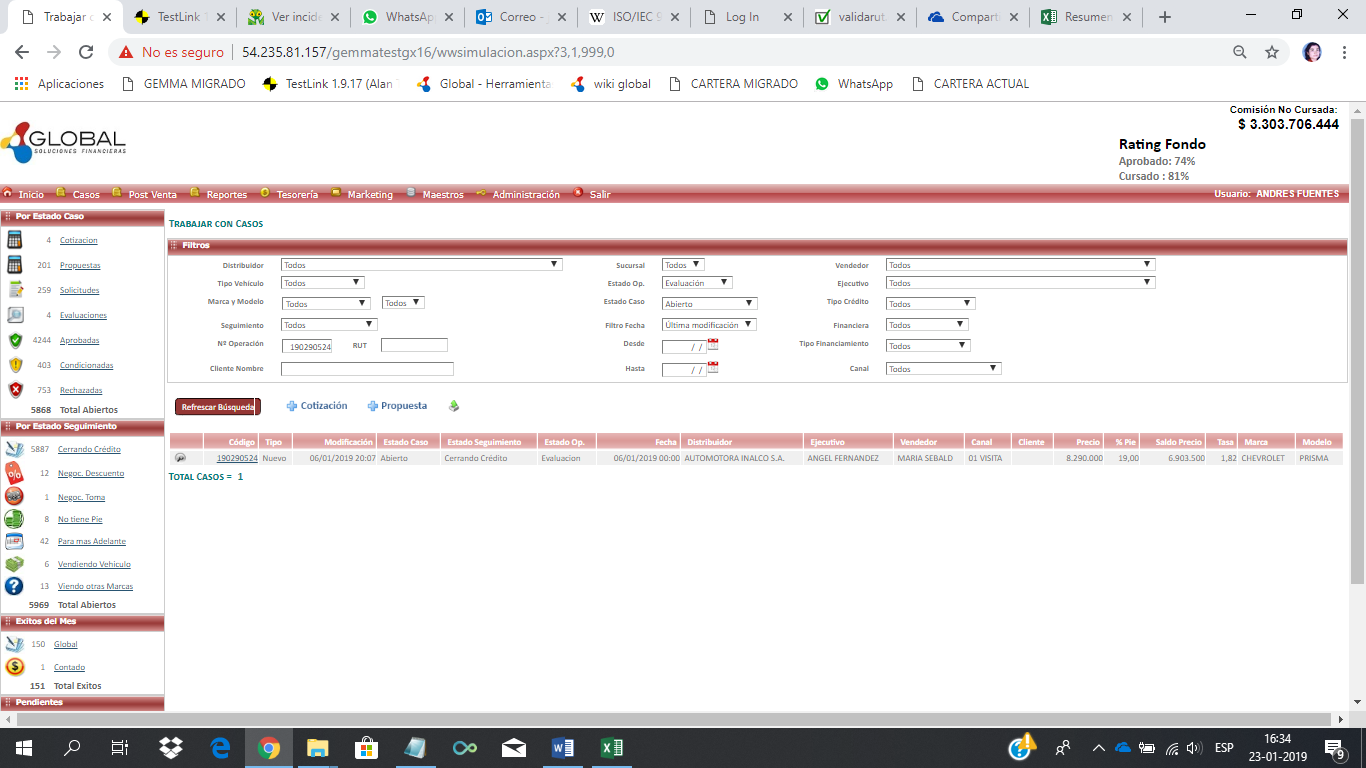 Trabajar c
TestLink 1
Ver incide
WhatsApp
Correo - J
ISO/IEC 9
Log In
validaruta
Compart
Resumen
No es seguro
54.235.81.157/gemmatestgx16/wwsimulacion.aspx?3,1,999,0
Aplicaciones
GEMMA MIGRADO
TestLink 1.9.17 (Alan
Global - Herramienta
wiki global
CARTERA MIGRADO
WhatsApp
CARTERA ACTUAL
Comisión No Cursada:
$ 3.303.706.444
GLOBAL
SOLUCIONES FINANCIERAS
Rating Fondo
Aprobado: 74%
Cursado : 81%
Inicio Casos Post Venta Reportes Tesorería Marketing Maestros Administración Salir Usuario: ANDRES FUENTES
Por Estado Caso
4 Cotizacion
201 Propuestas
259 Solicitudes
4 Evaluaciones
4244 Aprobadas
403 Condicionadas
753 Rechazadas
5868 Total Abiertos
Por Estado Seguimiento
5887 Cerrando Crédito
12 Negoc. Descuento
1 Negoc. Toma
8 No tiene Pie
42 Para mas Adelante
6 Vendiendo Vehiculo
13 Viendo otras Marcas
5969 Total Abiertos
Exitos del Mes
150 Global
1 Contado
151 Total Exitos
Pendientes
TRABAJAR CON CASOS
Filtros
Distribuidor Todos Sucursal Todos Vendedor Todos
Tipo Vehículo Todos Estado Op. Evaluación Ejecutivo Todos
Marca y Modelo Todos Todos Estado Caso Abierto Tipo Crédito Todos
Seguimiento Todos Filtro Fecha Última modificación Financiera Todos
Nº Operación 190290524 RUT Desde / / Tipo Financiamiento Todos
Cliente Nombre Hasta / / Canal Todos
Refrescar Búsqueda Cotización Propuesta
Código Tipo Modificación Estado Caso Estado Seguimiento Estado Op. Fecha Distribuidor Ejecutivo Vendedor Canal Cliente Precio % Pie Saldo Precio Tasa Marca Modelo
190290524 Nuevo 06/01/2019 20:07 Abierto Cerrando Crédito Evaluacion 06/01/2019 00:00 AUTOMOTORA INALCO S.A. ANGEL FERNANDEZ MARIA SEBALD 01 VISITA 8.290.000 19,00 6.903.500 1,82 CHEVROLET PRISMA
TOTAL CASOS = 1
ESP
16:34
23-01-2019
9